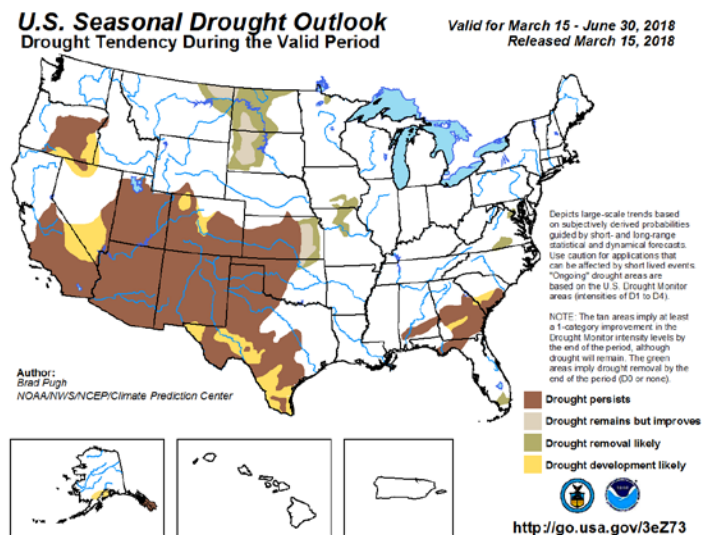 U.S. Seasonal Drought Outlook
Drought Tendency During the Valid Period
Valid for March 15 - June 30, 2018
Released March 15, 2018
Depicts large-scale trends based
on subjectively derived probabilities
guided by short- and long-range
statistical and dynamical forecasts.
Use caution for applications that
can be affected by short lived events.
"Ongoing" drought areas are
based on the U.S. Drought Monitor
areas (intensities of D1 to D4).
NOTE: The tan areas imply at least
a 1-category improvement in the
Drought Monitor intensity levels by
the end of the period, although
drought will remain. The green
areas imply drought removal by the
end of the period (D0 or none).
Author:
Brad Pugh
NOAA/NWS/NCEP/Climate Prediction Center
Drought persists
Drought remains but improves
Drought removal likely
Drought development likely
http://go.usa.gov/3eZ73